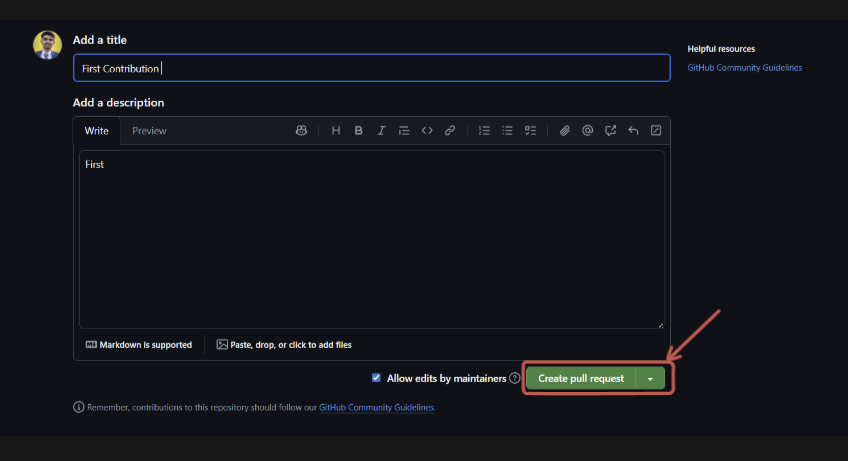 Add a title
Helpful resources
First Contribution
GitHub Community Guidelines
Add a description
Write Preview
First
Markdown is supported Paste, drop, or click to add files
Allow edits by maintainers Create pull request
Remember, contributions to this repository should follow our GitHub Community Guidelines.